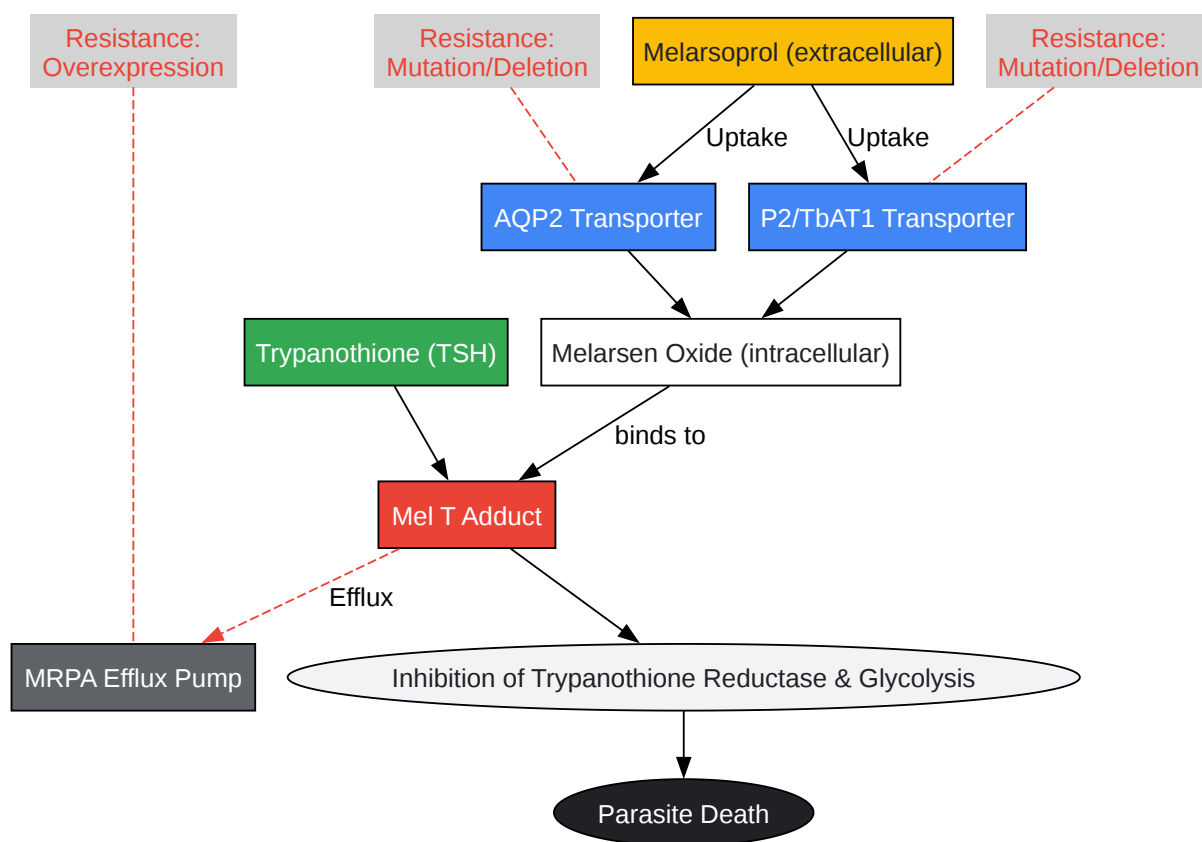 Resistance:
Overexpression
Resistance:
Mutation/Deletion
Melarsoprol (extracellular)
Resistance:
Mutation/Deletion
Uptake
Uptake
AQP2 Transporter
P2/TbAT1 Transporter
Trypanothione (TSH)
Melarsen Oxide (intracellular)
binds to
Mel T Adduct
Efflux
MRPA Efflux Pump
Inhibition of Trypanothione Reductase & Glycolysis
Parasite Death